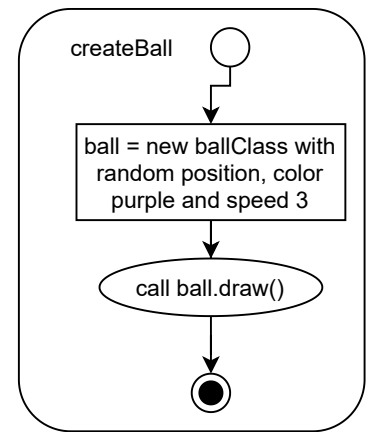 createBall
ball = new ballClass with
random position, color
purple and speed 3
call ball.draw()